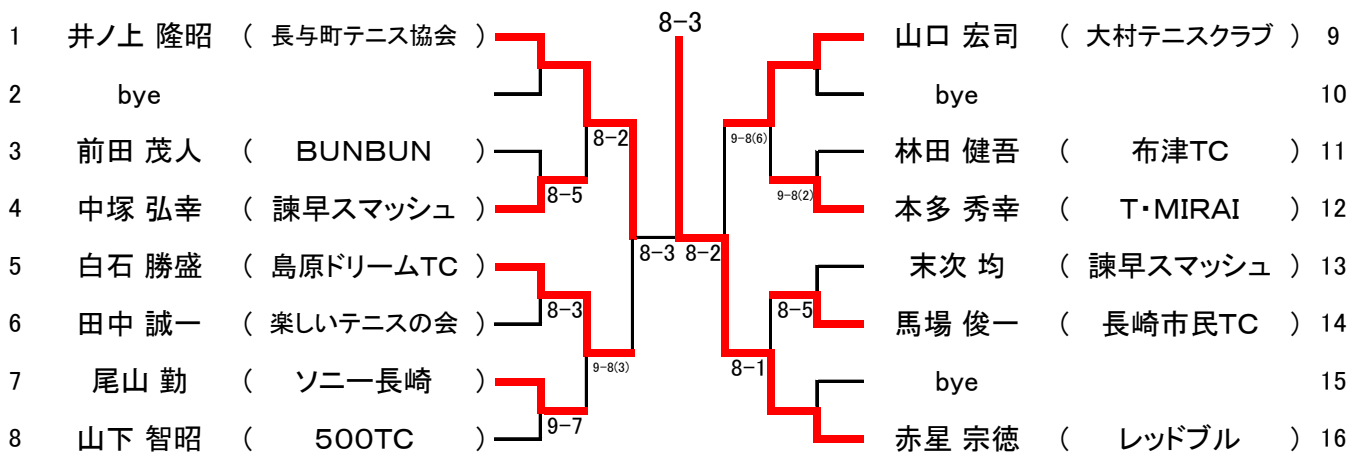 8-3
1 井ノ上 隆昭 ( 長与町テニス協会 ) 山口 宏司 ( 大村テニスクラブ ) 9
2 bye bye 10
8-2 9-8(6)
3 前田 茂人 ( BUNBUN ) 林田 健吾 ( 布津TC ) 11
8-5 9-8(2)
4 中塚 弘幸 ( 諫早スマッシュ ) 本多 秀幸 ( T・MIRAI ) 12
8-3 8-2
5 白石 勝盛 ( 島原ドリームTC ) 末次 均 ( 諫早スマッシュ ) 13
8-3 8-5
6 田中 誠一 ( 楽しいテニスの会 ) 馬場 俊一 ( 長崎市民TC ) 14
9-8(3) 8-1
7 尾山 勤 ( ソニー長崎 ) bye 15
9-7
8 山下 智昭 ( 500TC ) 赤星 宗徳 ( レッドブル ) 16